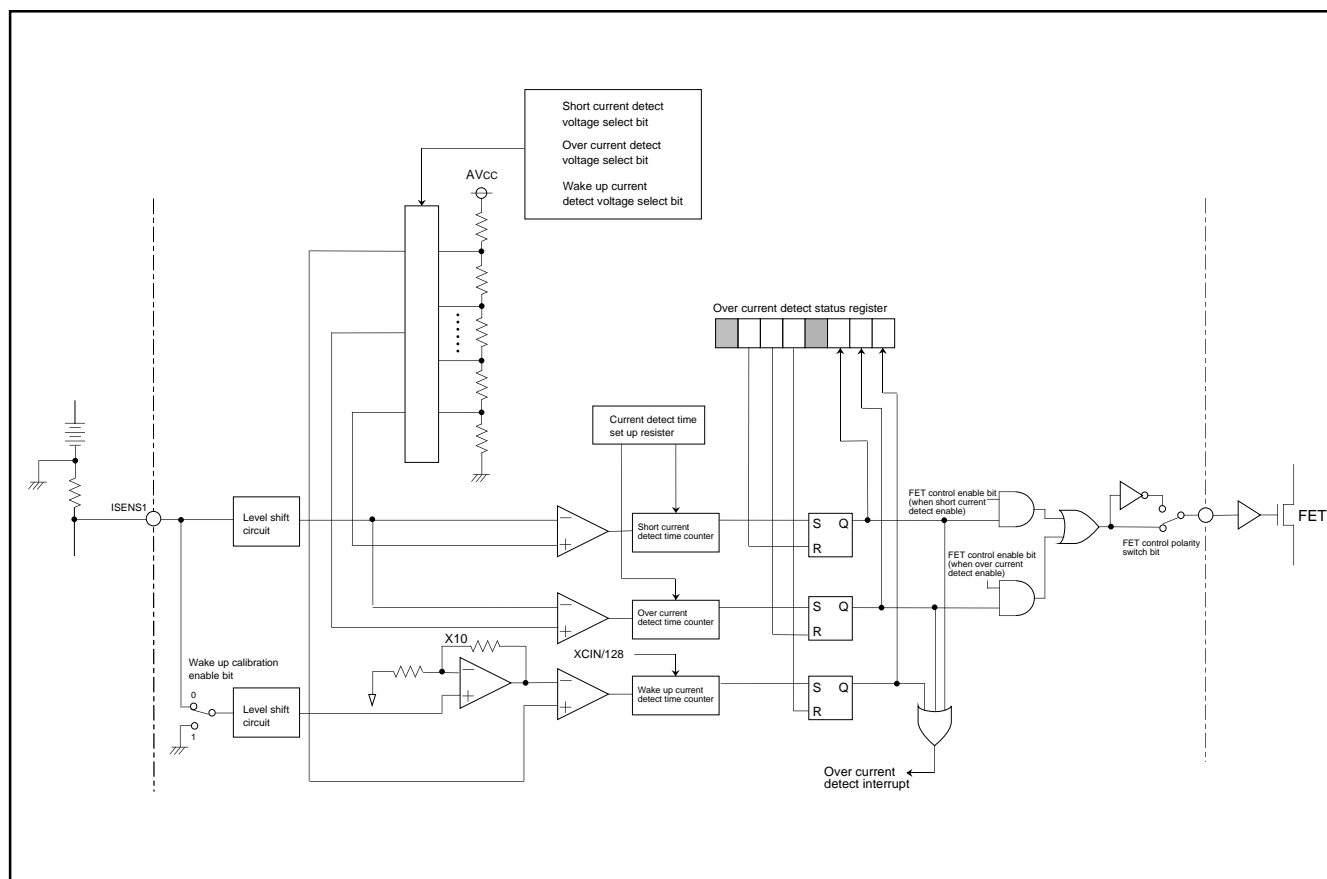 Short current detect
voltage select bit
Over current detect
voltage select bit
Wake up current
detect voltage select bit
AVCC
Over current detect status register
Current detect time
set up resister
ISENS1
Level shift
circuit
−
+
Short current
detect time counter
S Q
R
FET control enable bit
(when short current
detect enable)
FET control polarity
switch bit
FET
FET control enable bit
(when over current
detect enable)
−
+
Over current
detect time counter
S Q
R
X10
XCIN/128
Wake up calibration
enable bit
0
1
Level shift
circuit
−
+
−
+
Wake up current
detect time counter
S Q
R
Over current
detect interrupt